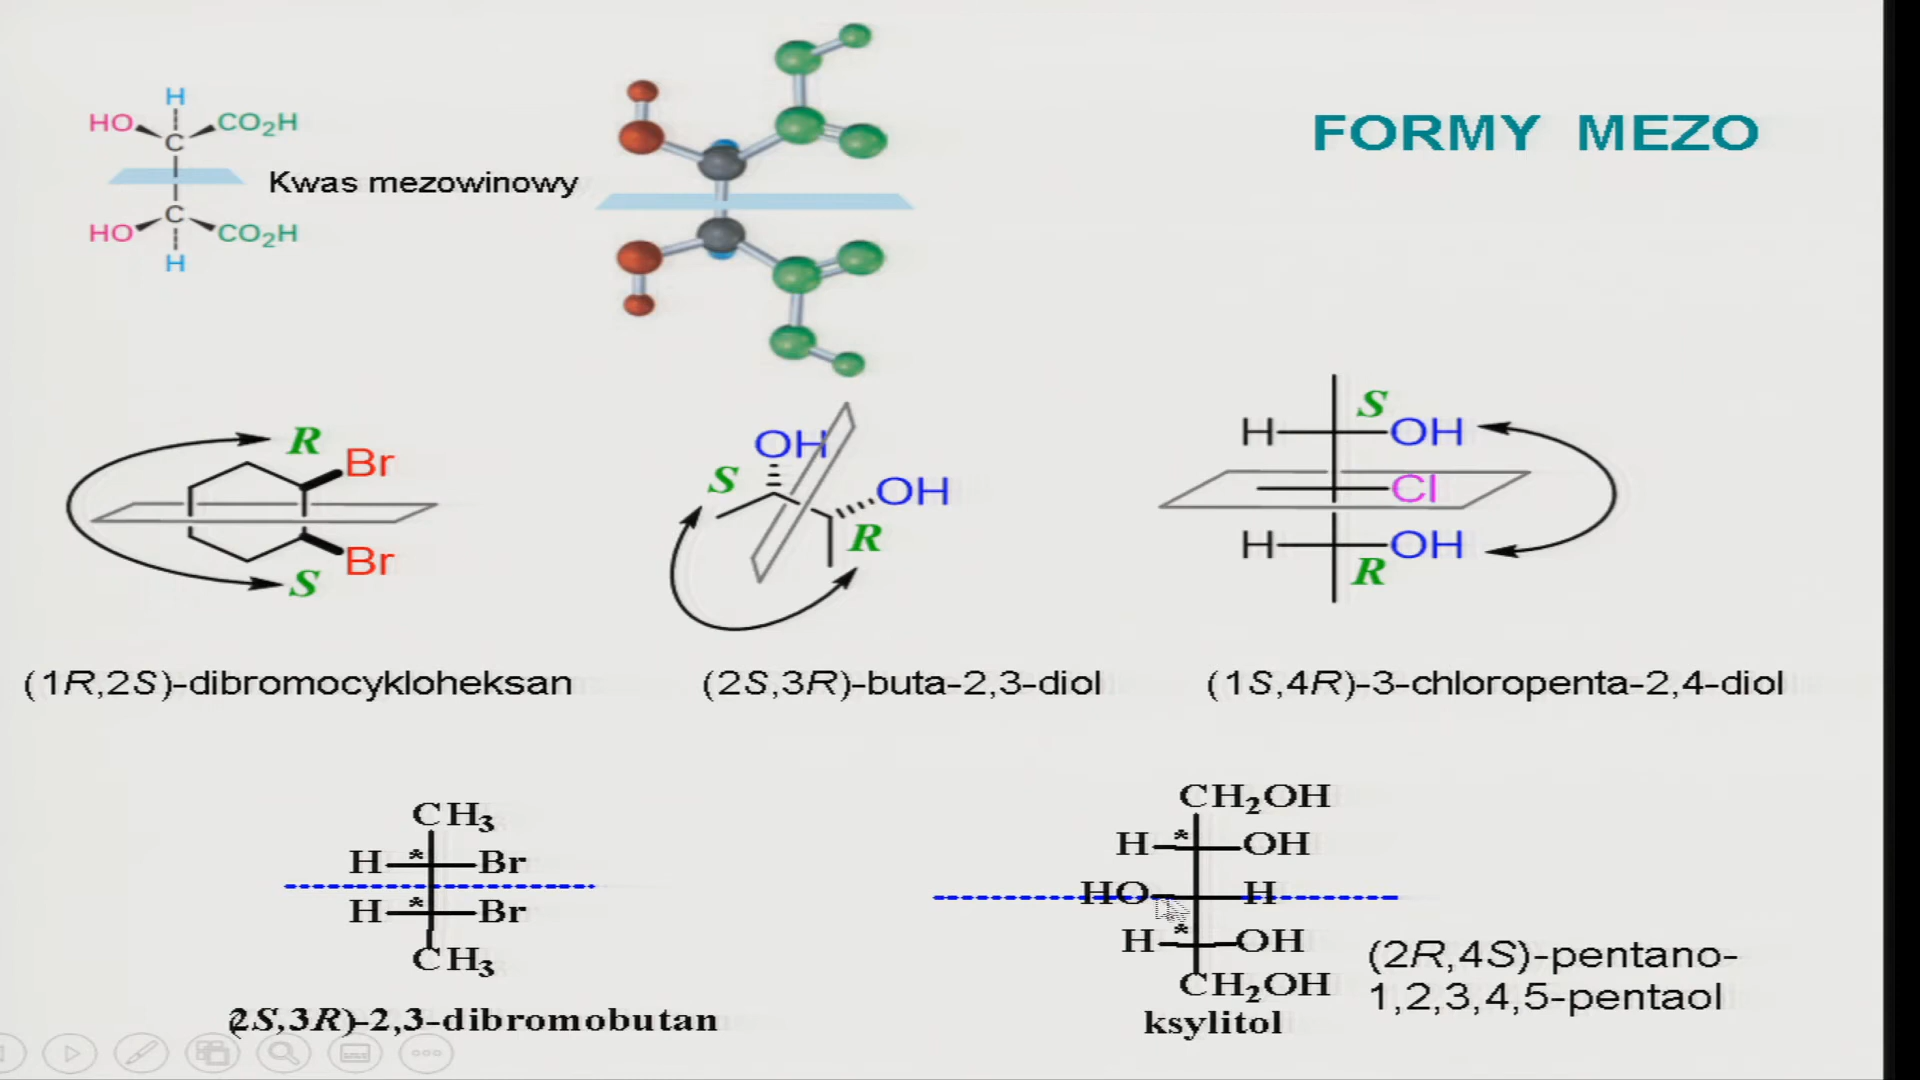 FORMY MEZO
H
HO C CO2H
Kwas mezowinowy
HO C CO2H
H
R
Br
Br
S
(1R,2S)-dibromocykloheksan
OH
S
OH
R
(2S,3R)-buta-2,3-diol
S
H OH
Cl
H OH
R
(1S,4R)-3-chloropenta-2,4-diol
CH3
H * Br
H * Br
CH3
2S,3R)-2,3-dibromobutan
CH2OH
H * OH
HO H
H * OH
CH2OH
ksylitol
(2R,4S)-pentano-
1,2,3,4,5-pentaol